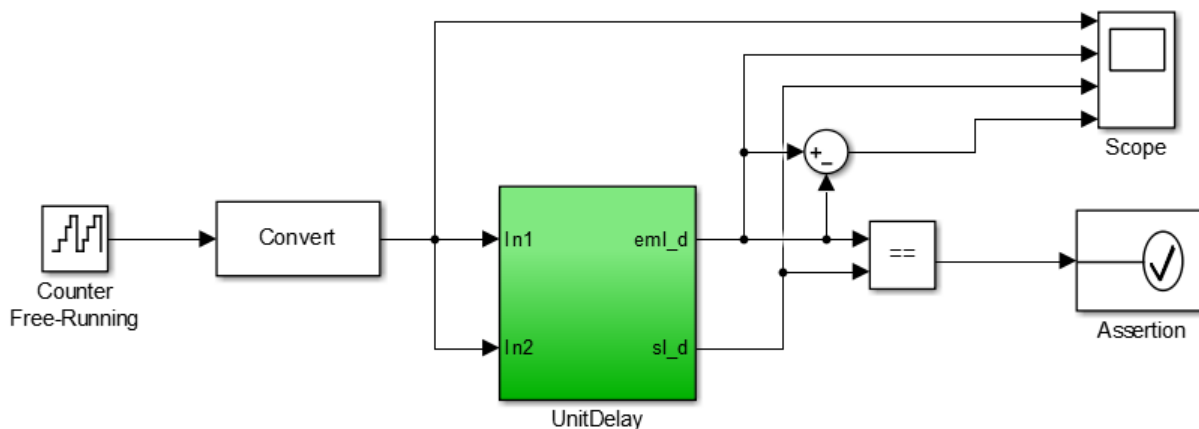 Scope
Convert
In1
eml_d
==
Counter
Free-Running
In2
sl_d
Assertion
UnitDelay